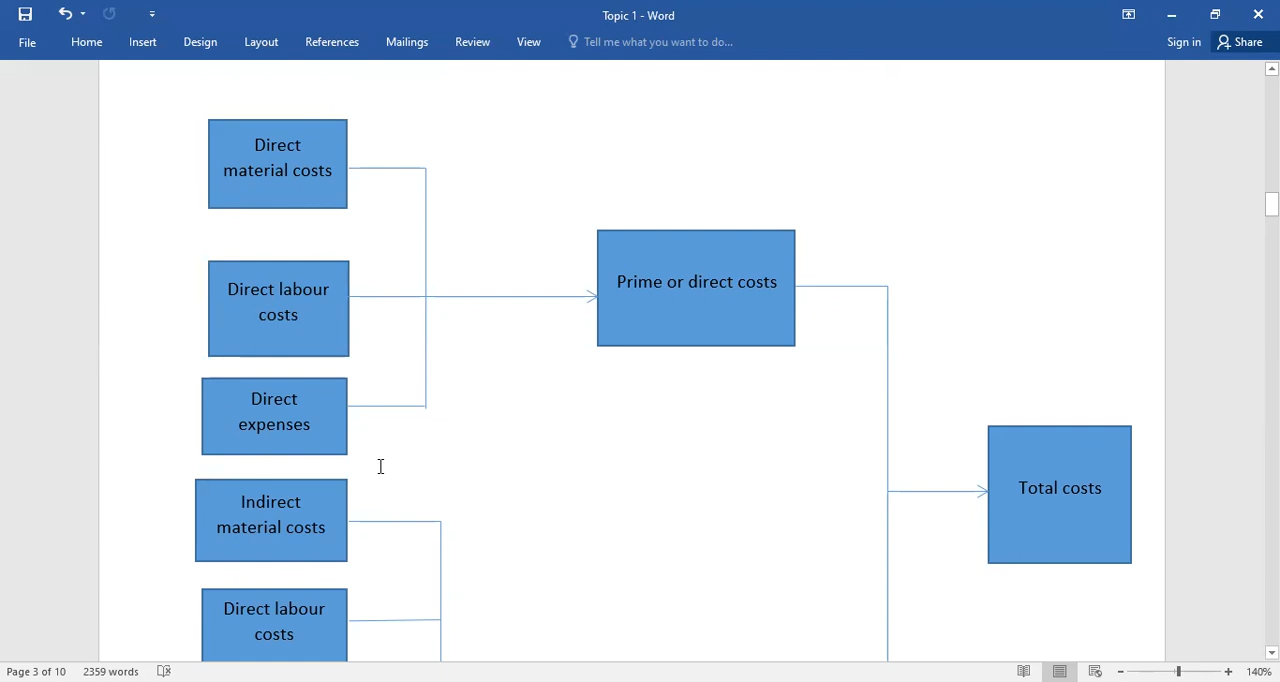 Topic 1 - Word
File Home Insert Design Layout References Mailings Review View Tell me what you want to do... Sign in Share
Direct
material costs
Direct labour
costs
Prime or direct costs
Direct
expenses
Total costs
Indirect
material costs
Direct labour
costs
Page 3 of 10 2359 words 140%